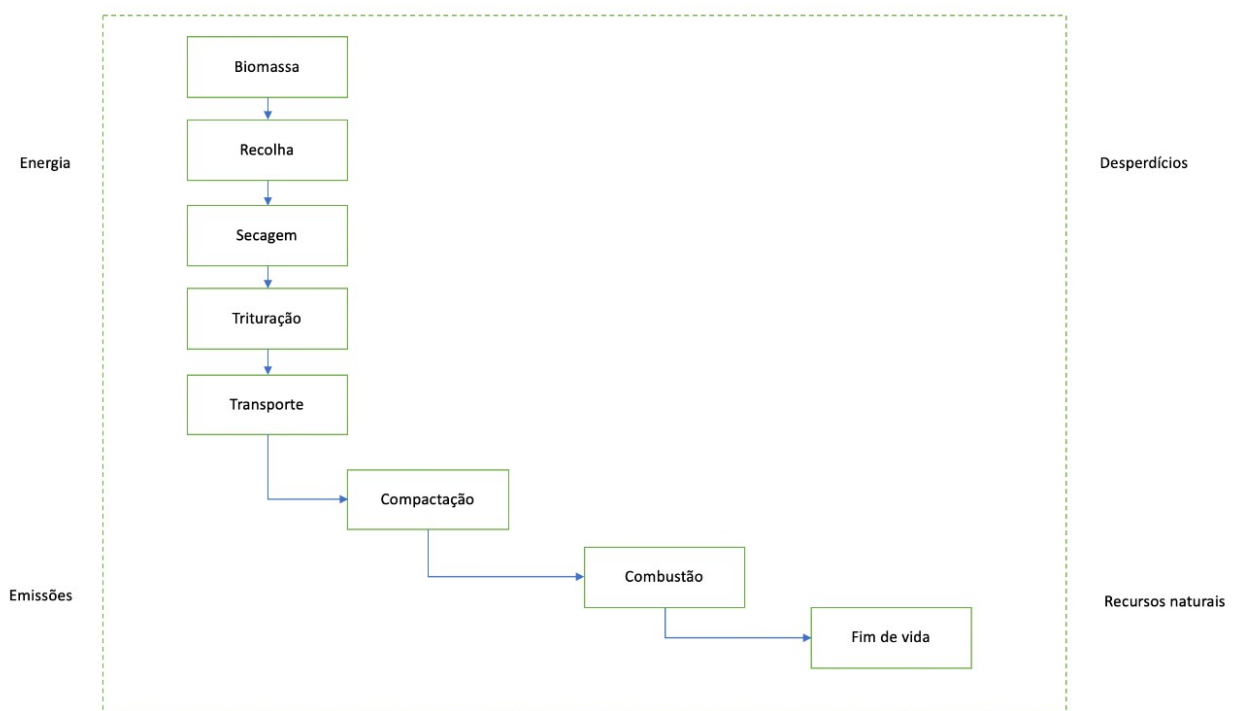 Biomassa
Recolha
Energia
Desperdícios
Secagem
Trituração
Transporte
Compactação
Combustão
Emissões
Recursos naturais
Fim de vida